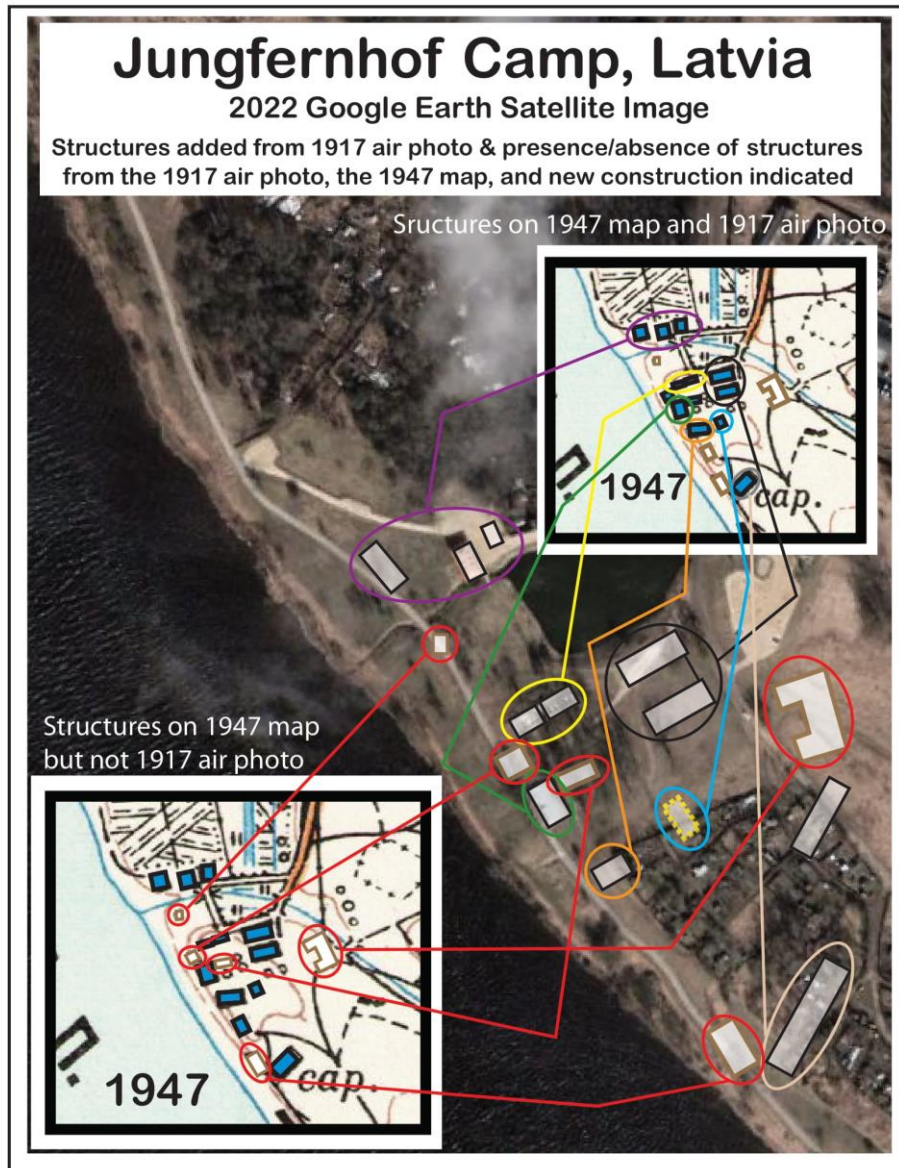 Jungfernhof Camp, Latvia
2022 Google Earth Satellite Image
Structures added from 1917 air photo & presence/absence of structures
from the 1917 air photo, the 1947 map, and new construction indicated
Sructures on 1947 map and 1917 air photo
п.
1947
сар.
Structures on 1947 map
but not 1917 air photo
п.
1947
сар.